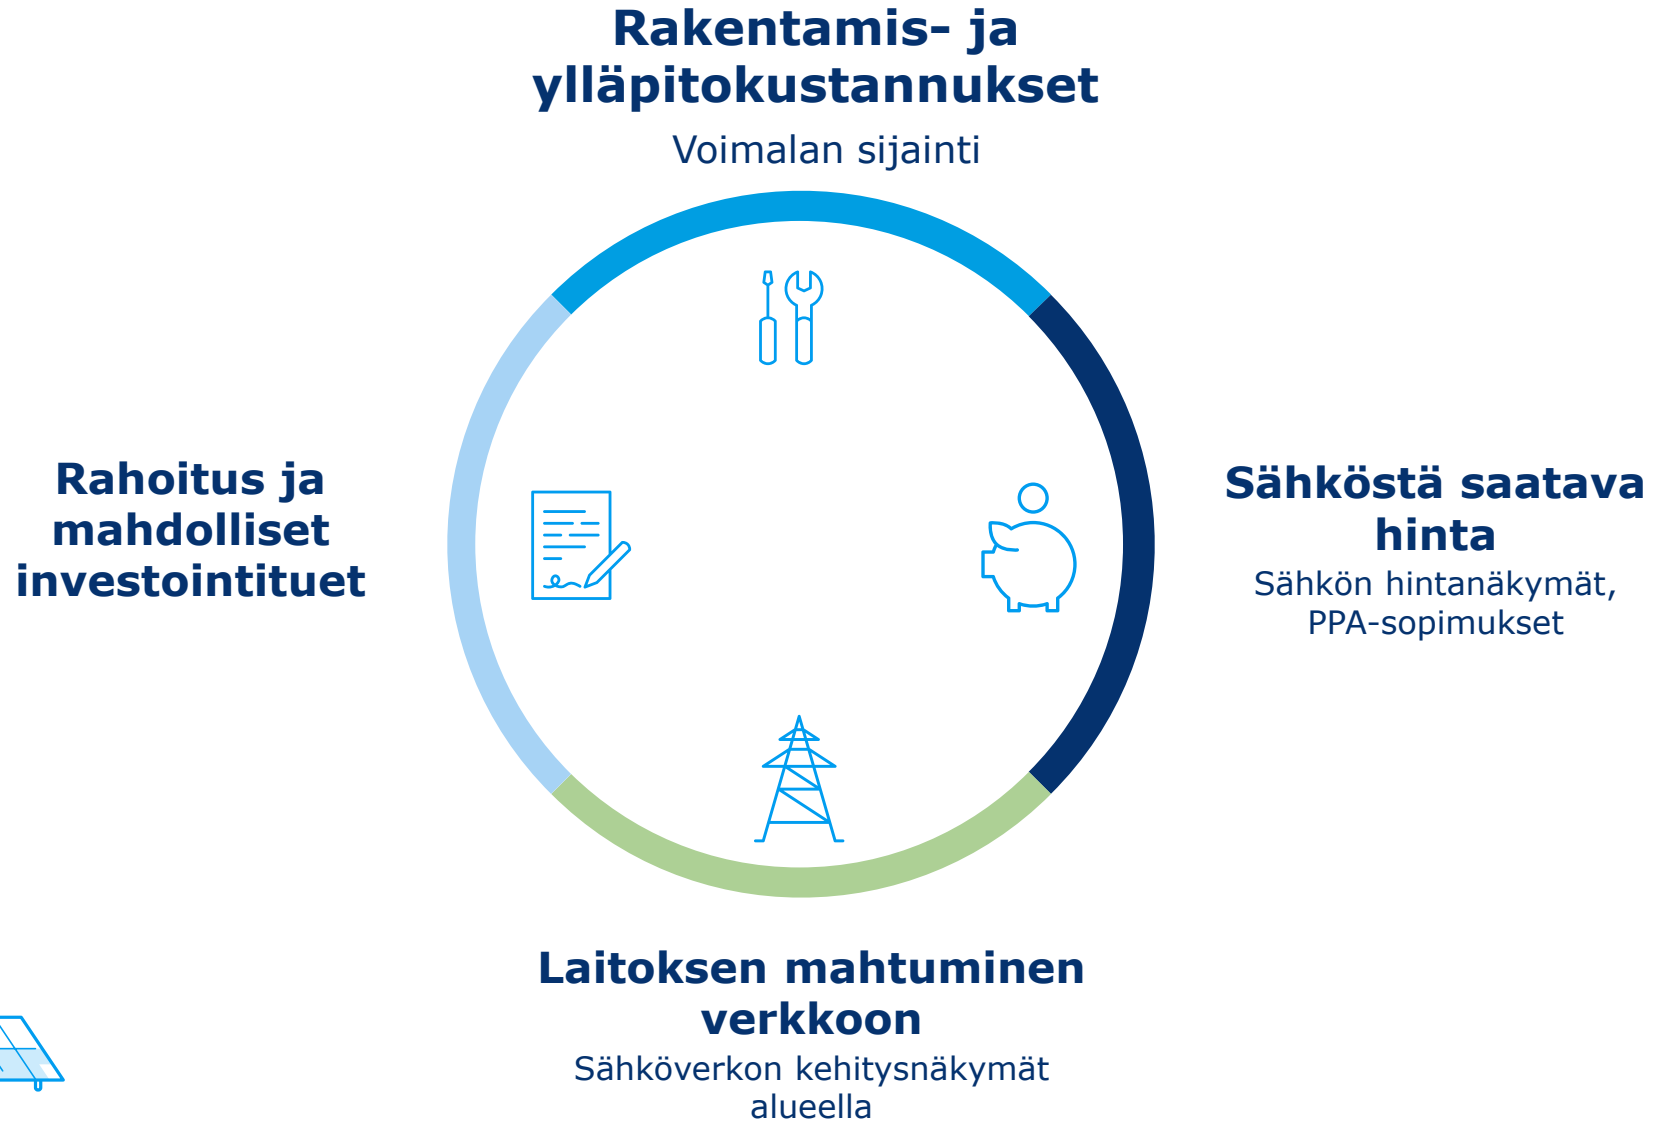 Rakentamis- ja
ylläpitokustannukset
Voimalan sijainti
Rahoitus ja
mahdolliset
investointituet
Sähköstä saatava
hinta
Sähkön hintanäkymät,
PPA-sopimukset
Laitoksen mahtuminen
verkkoon
Sähköverkon kehitysnäkymät
alueella